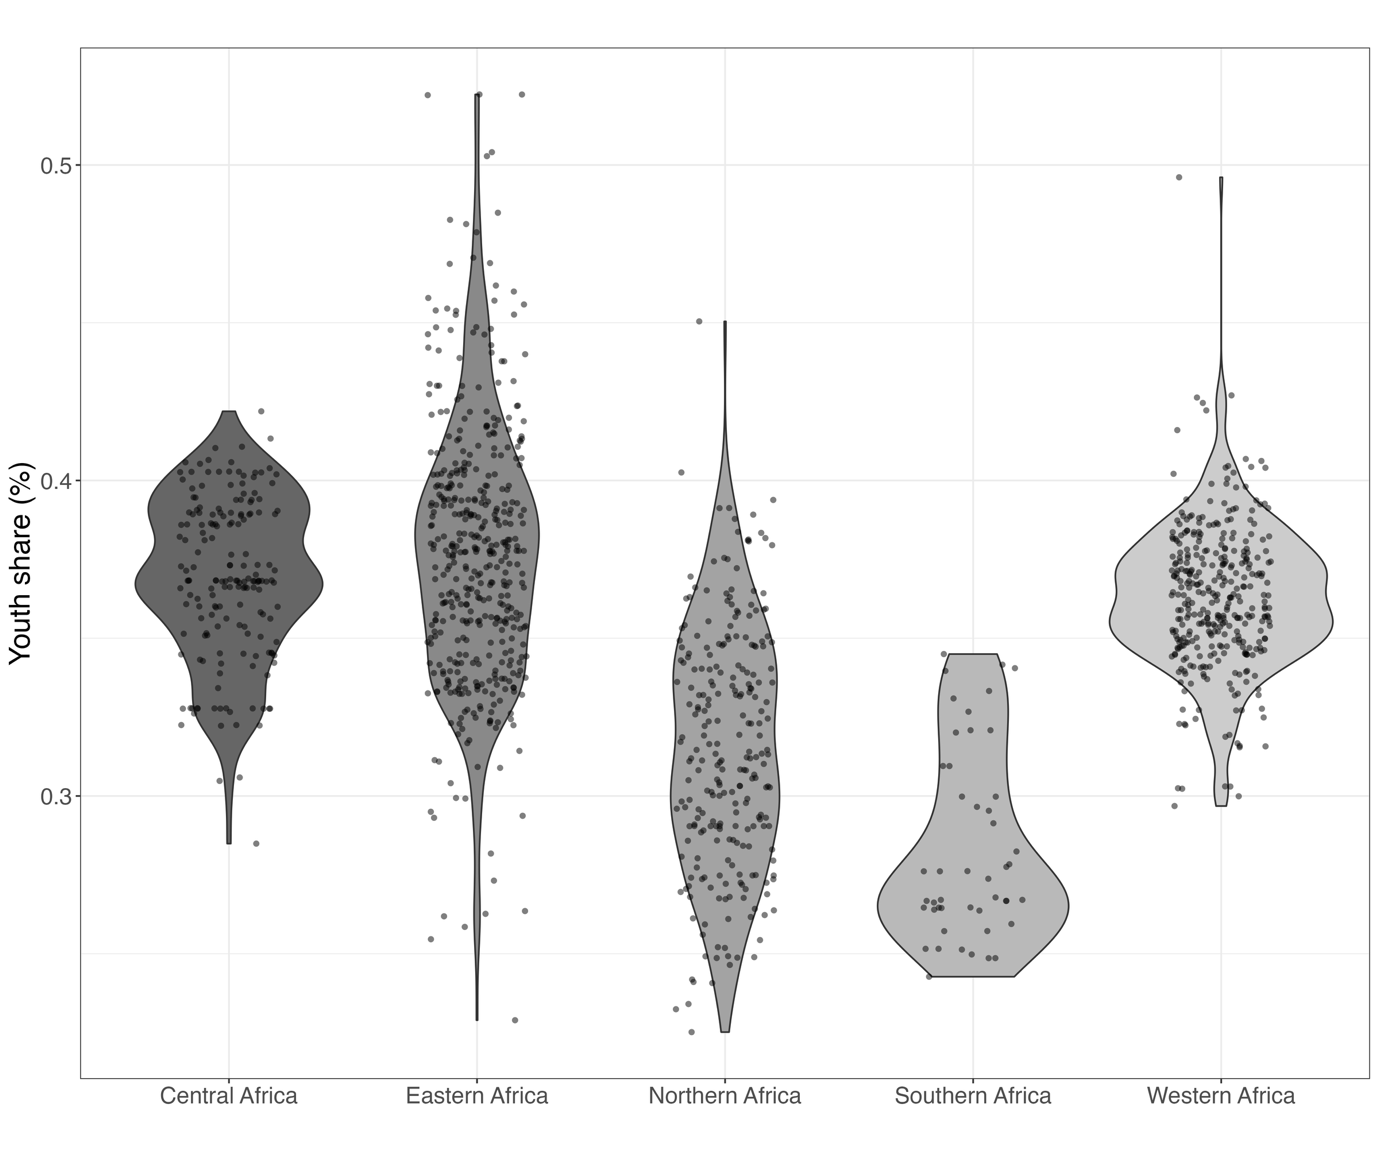 Youth share (%)
0.5
0.4
0.3
Central Africa
Eastern Africa
Northern Africa
Southern Africa
Western Africa